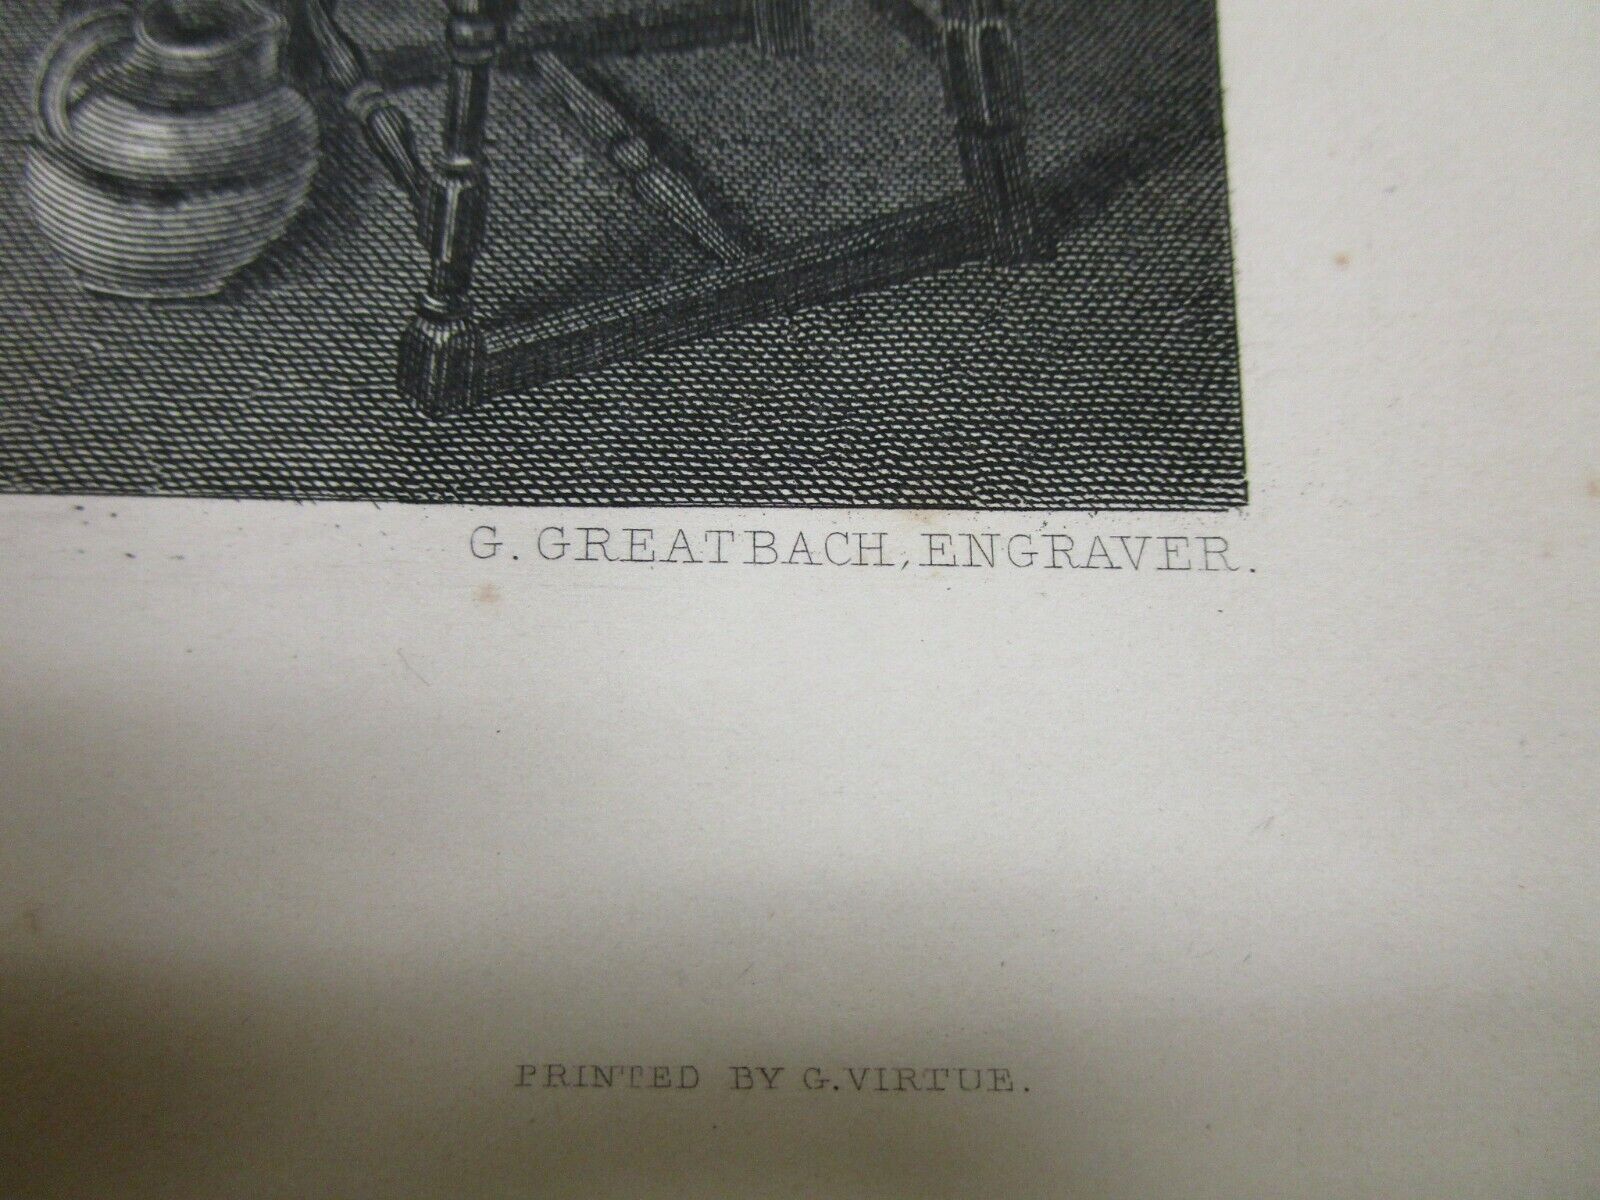 G. GREATBACH, ENGRAVER.
PRINTED BY G. VIRTUE.